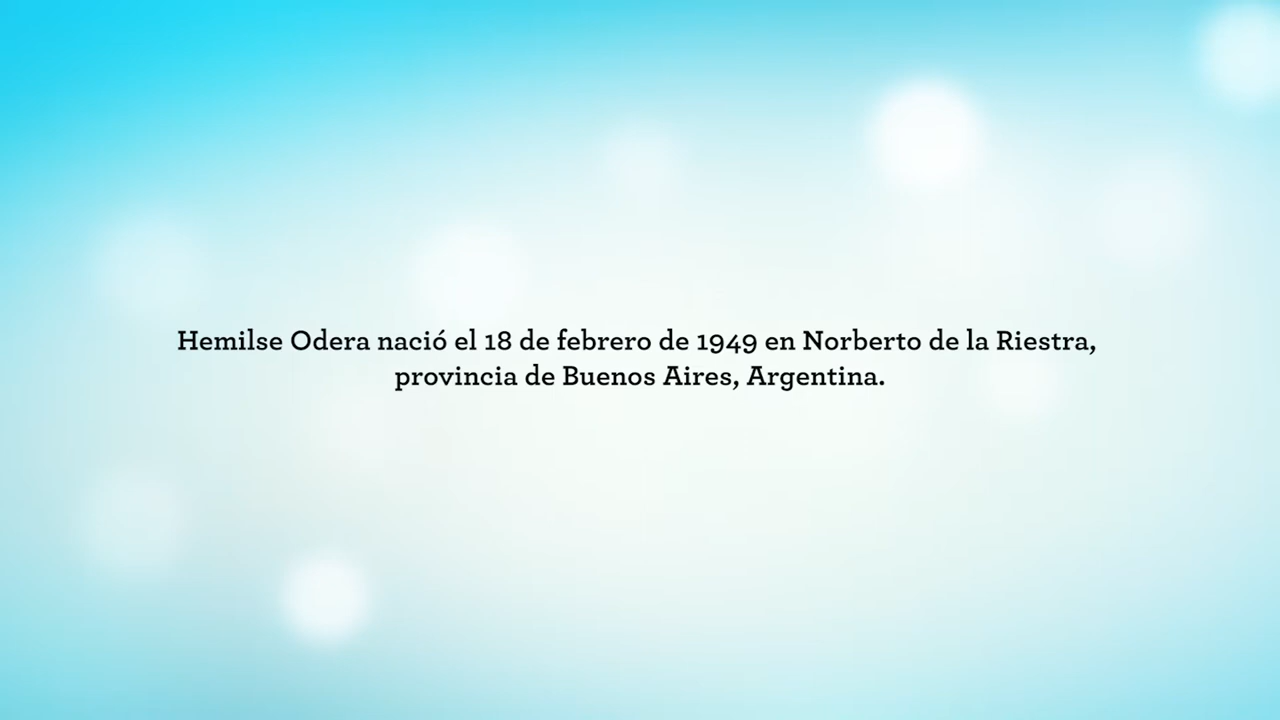 Hemilse Odera nació el 18 de febrero de 1949 en Norberto de la Riestra,
provincia de Buenos Aires, Argentina.